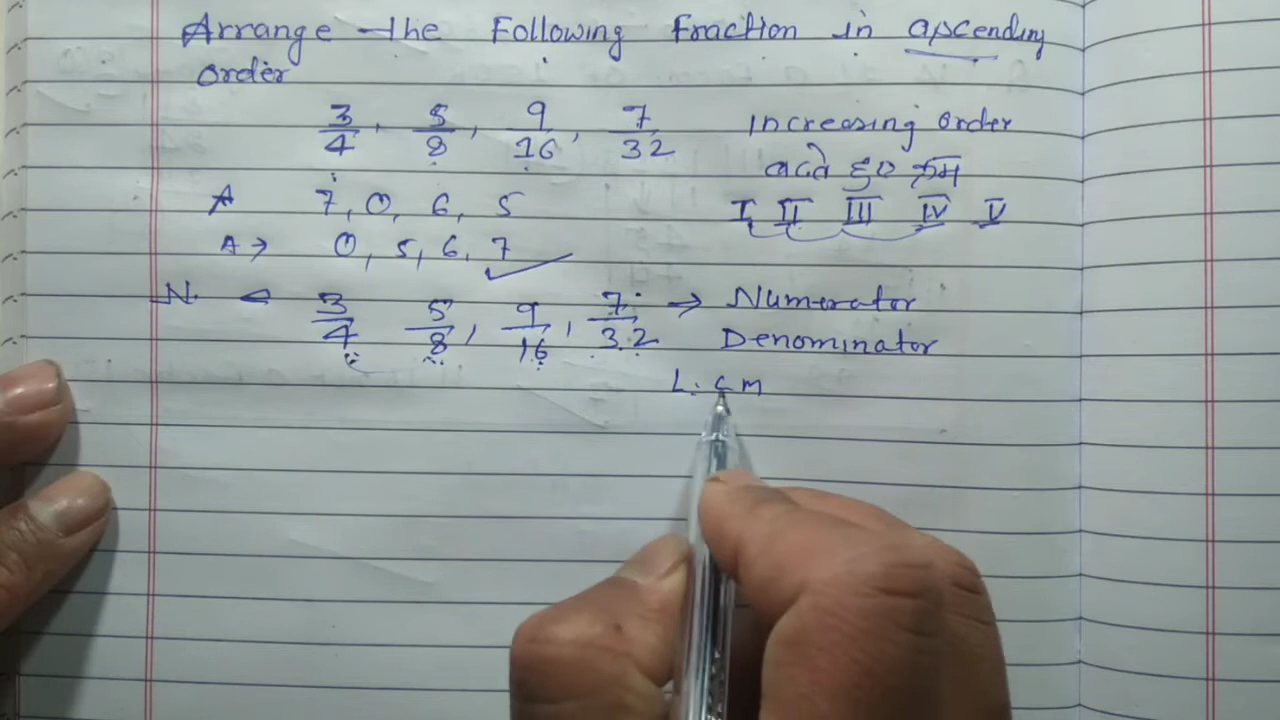 Arrange the Following Fraction in ascending
order
3/4, 5/8, 9/16, 7/32 Increasing order
बढते हुए क्रम
A 7, 0, 6, 5 I II III IV V
A → 0, 5, 6, 7 ✓
N. < 3/4 5/8, 9/16, 7/32 → Numerator
Denominator
L.cm